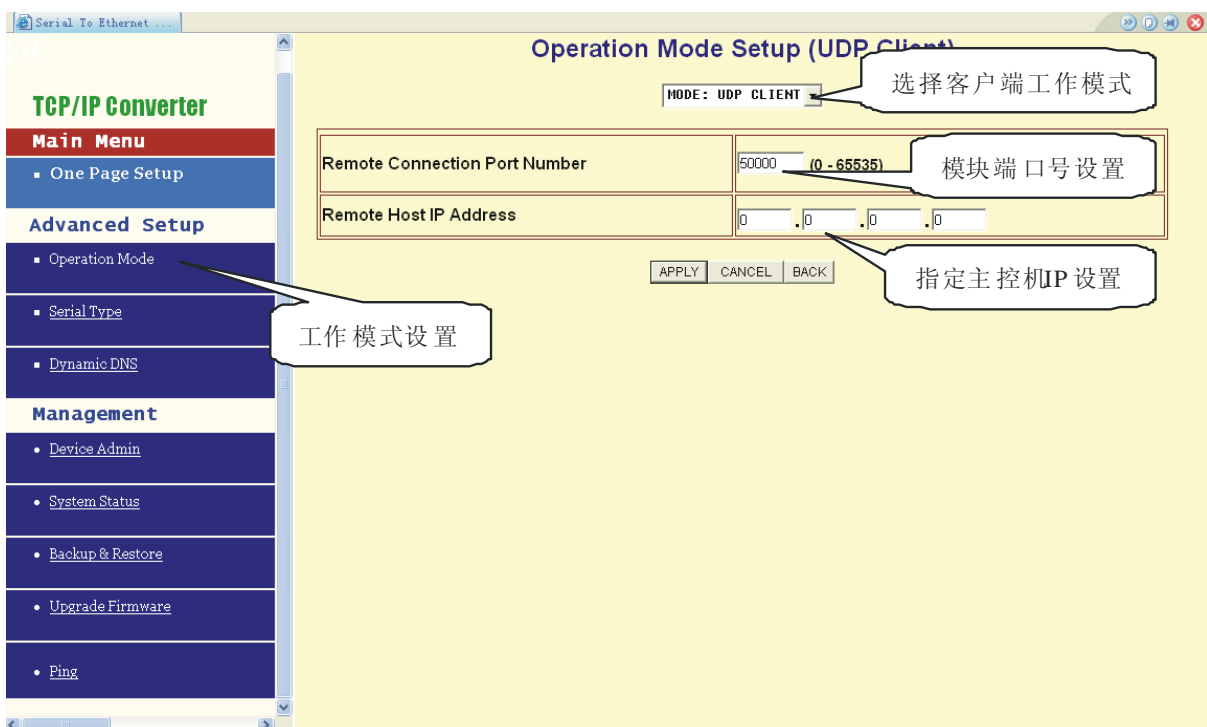 Serial To Ethernet ...
Operation Mode Setup (UDP Client)
选择客户端工作模式
MODE: UDP CLIENT
TCP/IP Converter
Main Menu
One Page Setup
Remote Connection Port Number
50000 (0 - 65535)
模块端口号设置
Remote Host IP Address
0 . 0 . 0 . 0
Advanced Setup
Operation Mode
APPLY CANCEL BACK
指定主控机IP设置
Serial Type
工作模式设置
Dynamic DNS
Management
Device Admin
System Status
Backup & Restore
Upgrade Firmware
Ping